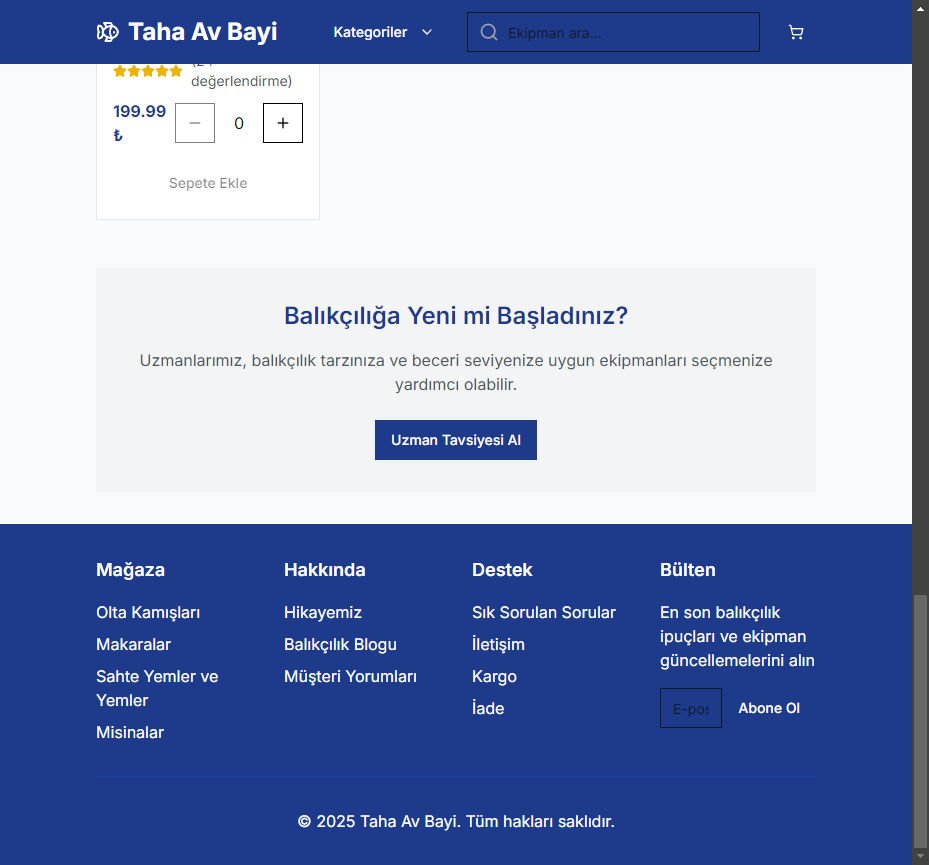 Taha Av Bayi
Kategoriler
Ekipman ara...
değerlendirme)
199.99
₺
0
Sepete Ekle
Balıkçılığa Yeni mi Başladınız?
Uzmanlarımız, balıkçılık tarzınıza ve beceri seviyenize uygun ekipmanları seçmenize
yardımcı olabilir.
Uzman Tavsiyesi Al
Mağaza
Olta Kamışları
Makaralar
Sahte Yemler ve
Yemler
Misinalar
Hakkında
Hikayemiz
Balıkçılık Blogu
Müşteri Yorumları
Destek
Sık Sorulan Sorular
İletişim
Kargo
İade
Bülten
En son balıkçılık
ipuçları ve ekipman
güncellemelerini alın
E-pos
Abone Ol
© 2025 Taha Av Bayi. Tüm hakları saklıdır.